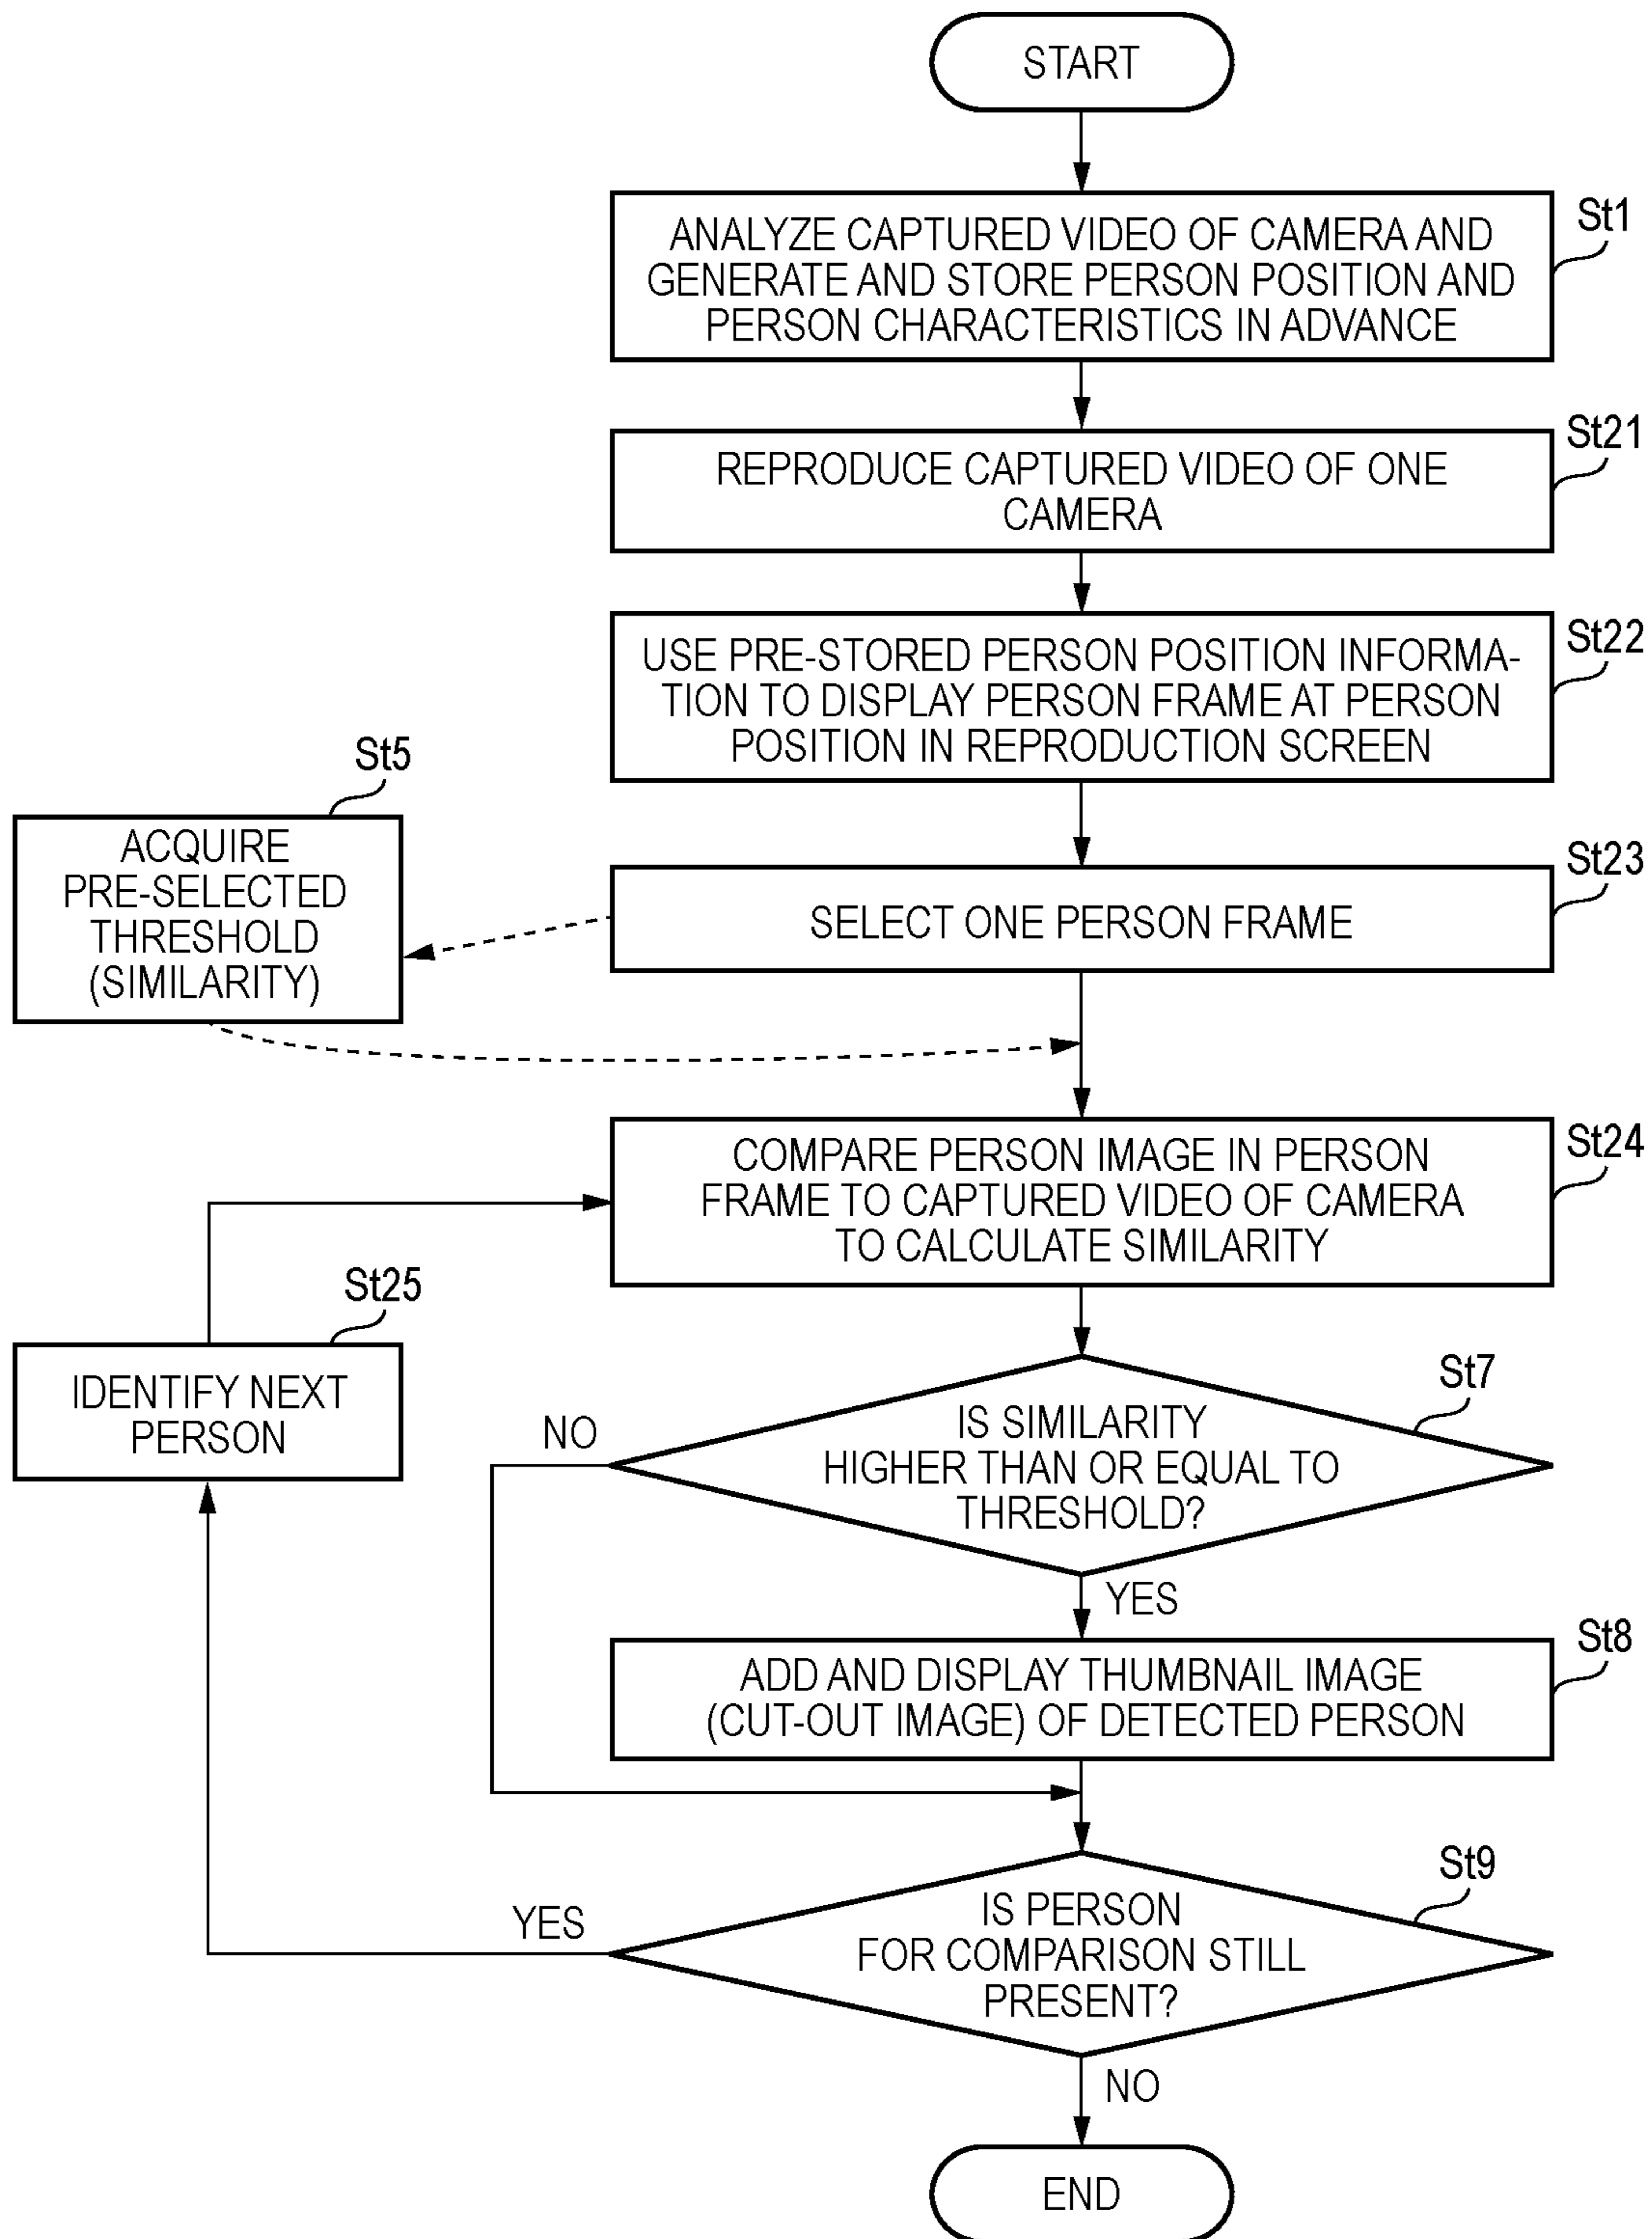 START
St1
ANALYZE CAPTURED VIDEO OF CAMERA AND
GENERATE AND STORE PERSON POSITION AND
PERSON CHARACTERISTICS IN ADVANCE
St21
REPRODUCE CAPTURED VIDEO OF ONE
CAMERA
St22
USE PRE-STORED PERSON POSITION INFORMA-
TION TO DISPLAY PERSON FRAME AT PERSON
POSITION IN REPRODUCTION SCREEN
St5
ACQUIRE
PRE-SELECTED
THRESHOLD
(SIMILARITY)
St23
SELECT ONE PERSON FRAME
St24
COMPARE PERSON IMAGE IN PERSON
FRAME TO CAPTURED VIDEO OF CAMERA
TO CALCULATE SIMILARITY
St25
IDENTIFY NEXT
PERSON
St7
NO
IS SIMILARITY
HIGHER THAN OR EQUAL TO
THRESHOLD?
YES
St8
ADD AND DISPLAY THUMBNAIL IMAGE
(CUT-OUT IMAGE) OF DETECTED PERSON
St9
YES
IS PERSON
FOR COMPARISON STILL
PRESENT?
NO
END